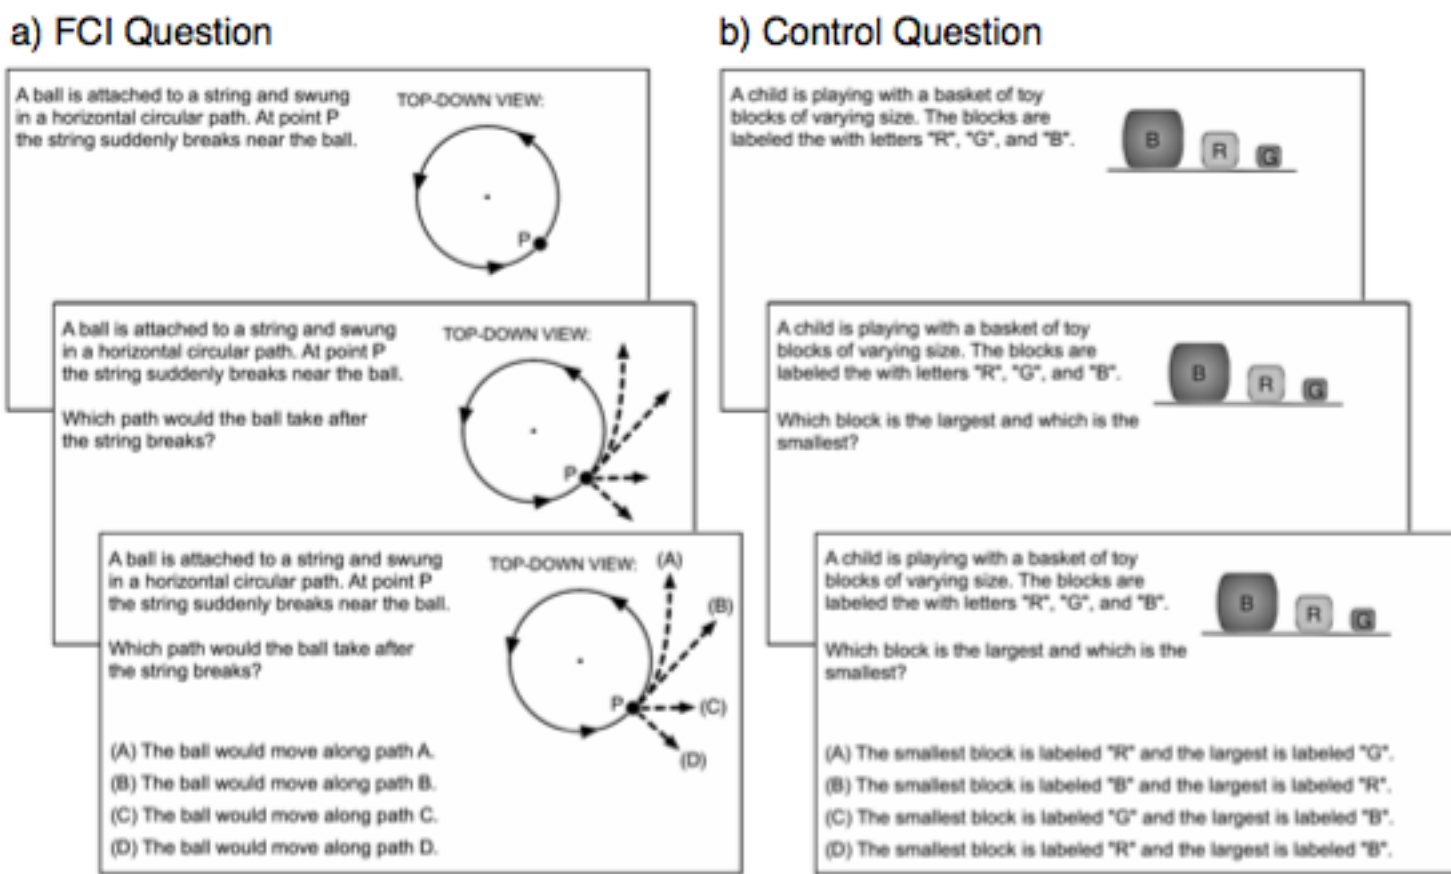 a) FCI Question
A ball is attached to a string and swung
in a horizontal circular path. At point P
the string suddenly breaks near the ball.
TOP-DOWN VIEW:
P
A ball is attached to a string and swung
in a horizontal circular path. At point P
the string suddenly breaks near the ball.
Which path would the ball take after
the string breaks?
TOP-DOWN VIEW:
P
A ball is attached to a string and swung
in a horizontal circular path. At point P
the string suddenly breaks near the ball.
Which path would the ball take after
the string breaks?
TOP-DOWN VIEW:
(A)
(B)
P
(C)
(D)
(A) The ball would move along path A.
(B) The ball would move along path B.
(C) The ball would move along path C.
(D) The ball would move along path D.
b) Control Question
A child is playing with a basket of toy
blocks of varying size. The blocks are
labeled the with letters "R", "G", and "B".
B R G
A child is playing with a basket of toy
blocks of varying size. The blocks are
labeled the with letters "R", "G", and "B".
Which block is the largest and which is the
smallest?
B R G
A child is playing with a basket of toy
blocks of varying size. The blocks are
labeled the with letters "R", "G", and "B".
Which block is the largest and which is the
smallest?
B R G
(A) The smallest block is labeled "R" and the largest is labeled "G".
(B) The smallest block is labeled "B" and the largest is labeled "R".
(C) The smallest block is labeled "G" and the largest is labeled "B".
(D) The smallest block is labeled "R" and the largest is labeled "B".